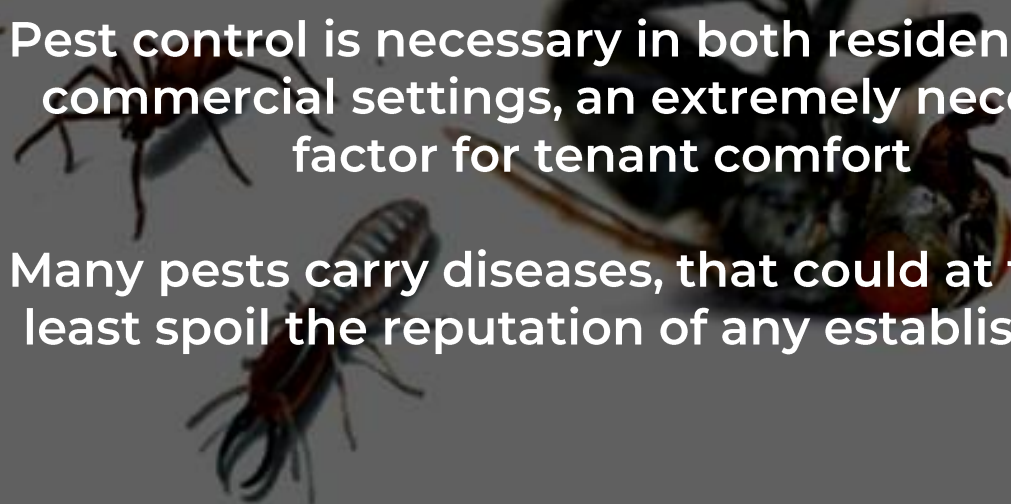 Pest control is necessary in both residen
commercial settings, an extremely nec
factor for tenant comfort
Many pests carry diseases, that could at
least spoil the reputation of any establis